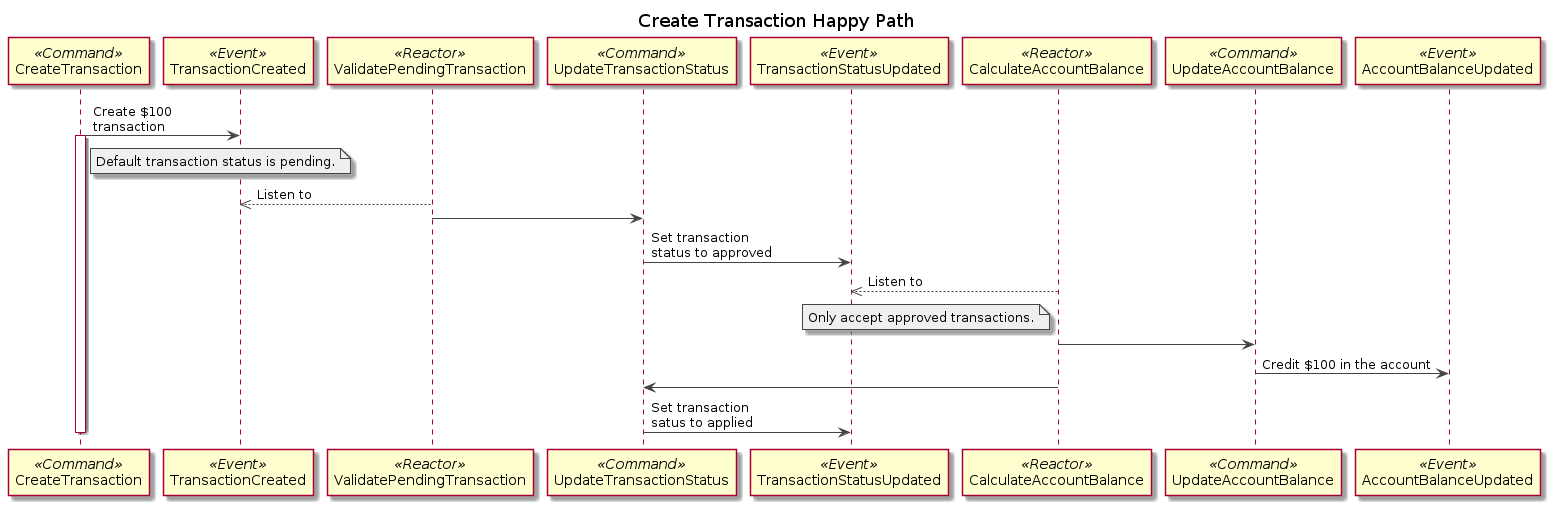 Create Transaction Happy Path
«Command»
CreateTransaction
«Event»
TransactionCreated
«Reactor»
ValidatePendingTransaction
«Command»
UpdateTransactionStatus
«Event»
TransactionStatusUpdated
«Reactor»
CalculateAccountBalance
«Command»
UpdateAccountBalance
«Event»
AccountBalanceUpdated
Create $100
transaction
Default transaction status is pending.
Listen to
Set transaction
status to approved
Listen to
Only accept approved transactions.
Credit $100 in the account
Set transaction
satus to applied
«Command»
CreateTransaction
«Event»
TransactionCreated
«Reactor»
ValidatePendingTransaction
«Command»
UpdateTransactionStatus
«Event»
TransactionStatusUpdated
«Reactor»
CalculateAccountBalance
«Command»
UpdateAccountBalance
«Event»
AccountBalanceUpdated